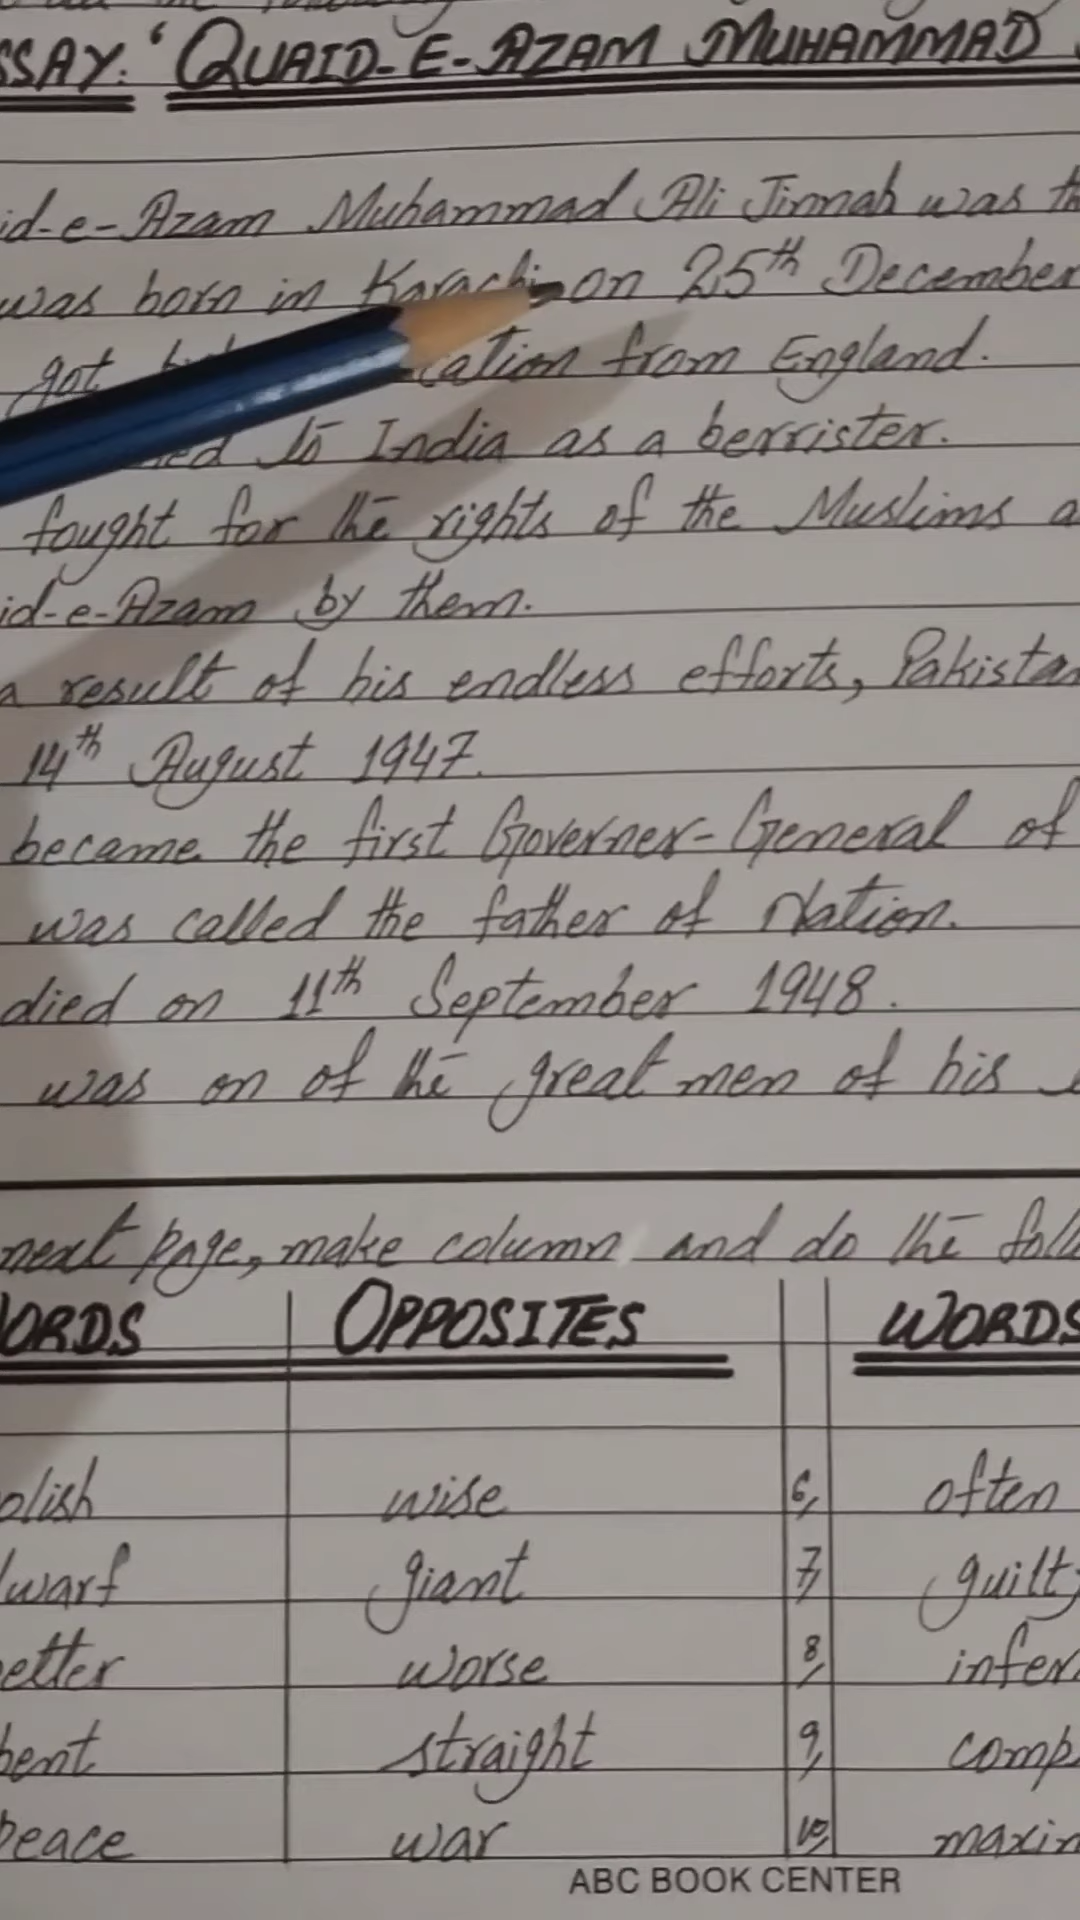 SSAY: 'QUAID-E-AZAM MUHAMMAD
id-e-Azam Muhammad Ali Jinnah was th
was born in Karachi on 25th December
got cation from England.
ed to India as a berrister.
fought for the rights of the Muslims a
id-e-Azam by them.
a result of his endless efforts, Pakistan
14th August 1947.
became the first Governer-General of
was called the father of Nation.
died on 11th September 1948.
was on of the great men of his
next page, make column and do the foll
ORDS OPPOSITES WORDS
olish wise 6, often
warf giant 7, guilty
etter worse 8, infer
bent straight 9, comp
peace war 10, maxim
ABC BOOK CENTER